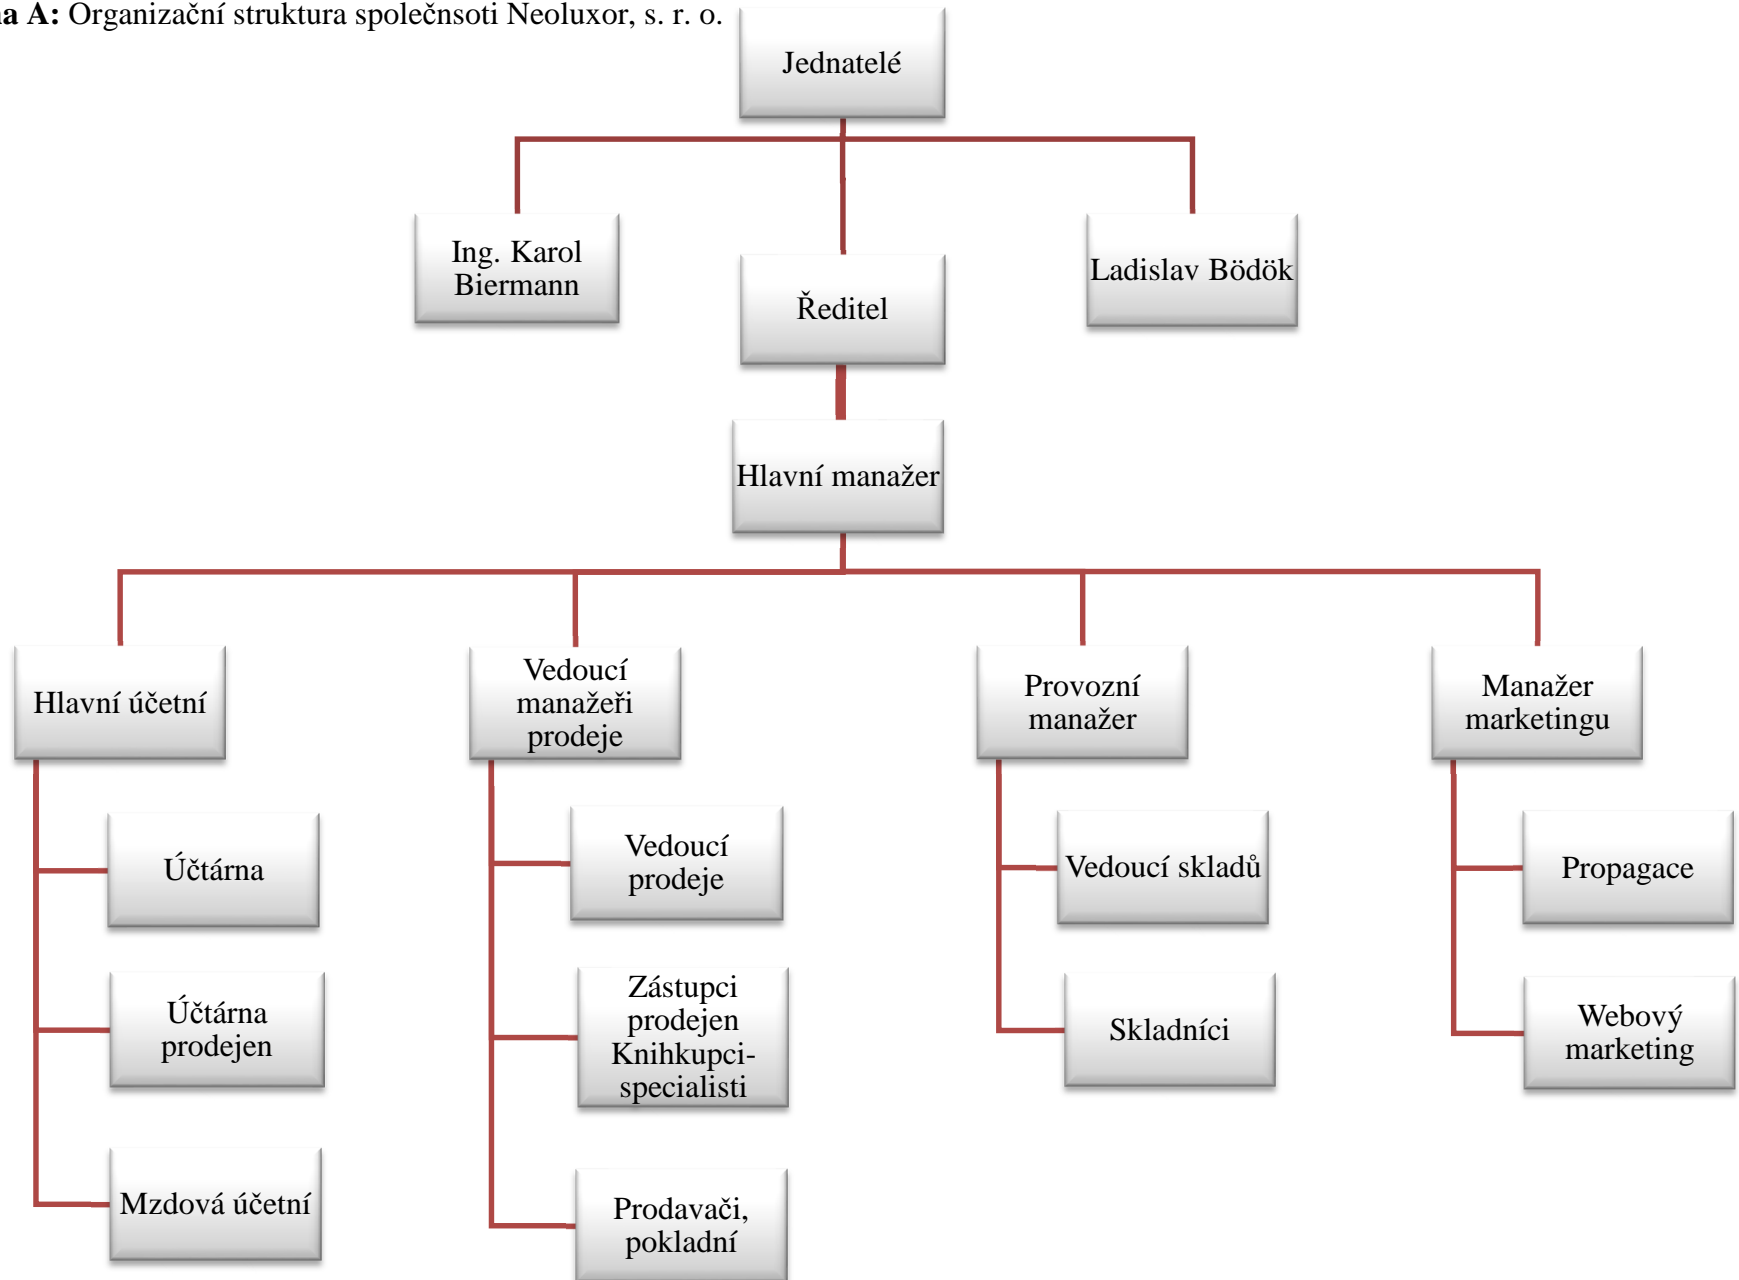 na A: Organizační struktura společnsoti Neoluxor, s. r. o.
Jednatelé
Ing. Karol
Biermann
Ředitel
Ladislav Bödök
Hlavní manažer
Hlavní účetní
Vedoucí
manažeři
prodeje
Provozní
manažer
Manažer
marketingu
Účtárna
Účtárna
prodejen
Mzdová účetní
Vedoucí
prodeje
Zástupci
prodejen
Knihkupci-
specialisti
Prodavači,
pokladní
Vedoucí skladů
Skladníci
Propagace
Webový
marketing